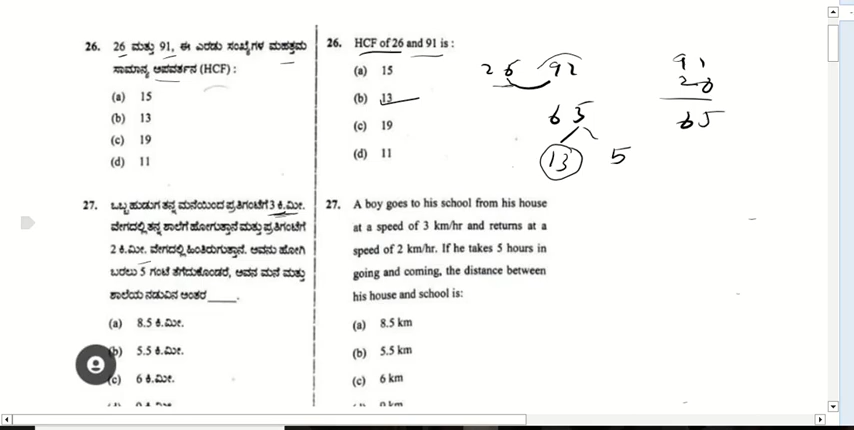 26. 26 ಮತ್ತು 91, ಈ ಎರಡು ಸಂಖ್ಯೆಗಳ ಮಹತ್ತಮ
ಸಾಮಾನ್ಯ ಅಪವರ್ತನ (HCF) :
(a) 15
(b) 13
(c) 19
(d) 11
27. ಒಬ್ಬ ಹುಡುಗ ತನ್ನ ಮನೆಯಿಂದ ಪ್ರತಿಗಂಟೆಗೆ 3 ಕಿ.ಮೀ.
ವೇಗದಲ್ಲಿ ತನ್ನ ಶಾಲೆಗೆ ಹೋಗುತ್ತಾನೆ ಮತ್ತು ಪ್ರತಿಗಂಟೆಗೆ
2 ಕಿ.ಮೀ. ವೇಗದಲ್ಲಿ ಹಿಂತಿರುಗುತ್ತಾನೆ. ಅವನು ಹೋಗಿ
ಬರಲು 5 ಗಂಟೆ ತೆಗೆದುಕೊಂಡರೆ, ಅವನ ಮನೆ ಮತ್ತು
ಶಾಲೆಯ ನಡುವಿನ ಅಂತರ _____.
(a) 8.5 ಕಿ.ಮೀ.
(b) 5.5 ಕಿ.ಮೀ.
(c) 6 ಕಿ.ಮೀ.
26. HCF of 26 and 91 is :
(a) 15
(b) 13
(c) 19
(d) 11
27. A boy goes to his school from his house
at a speed of 3 km/hr and returns at a
speed of 2 km/hr. If he takes 5 hours in
going and coming, the distance between
his house and school is:
(a) 8.5 km
(b) 5.5 km
(c) 6 km
26 92
65
13 5
91
26
65